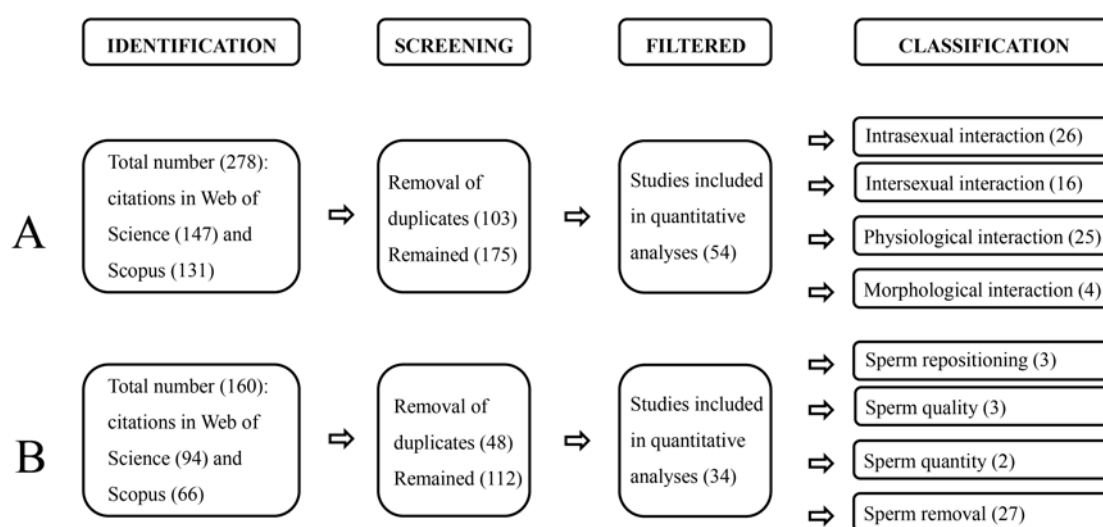 IDENTIFICATION
SCREENING
FILTERED
CLASSIFICATION
A
Total number (278):
citations in Web of
Science (147) and
Scopus (131)
Removal of
duplicates (103)
Remained (175)
Studies included
in quantitative
analyses (54)
Intrasexual interaction (26)
Intersexual interaction (16)
Physiological interaction (25)
Morphological interaction (4)
B
Total number (160):
citations in Web of
Science (94) and
Scopus (66)
Removal of
duplicates (48)
Remained (112)
Studies included
in quantitative
analyses (34)
Sperm repositioning (3)
Sperm quality (3)
Sperm quantity (2)
Sperm removal (27)